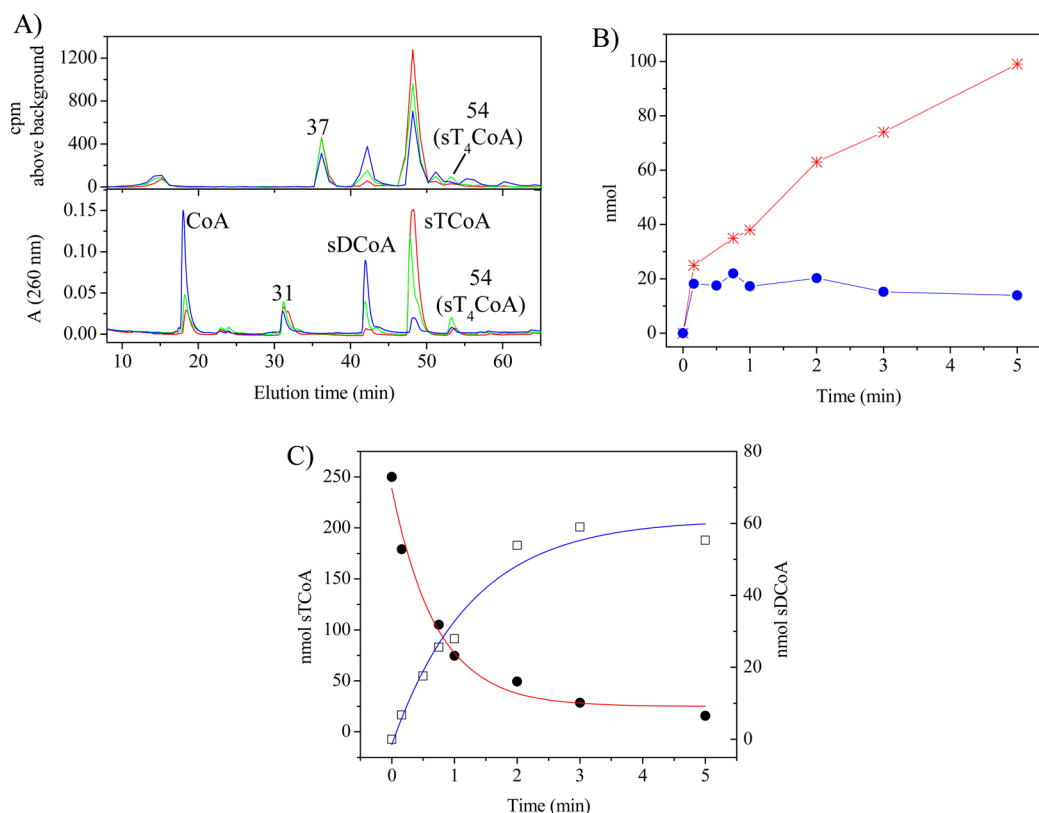 A)
1200
800
400
0
cpm
above background
37
54
(sT4CoA)
0.15
0.10
0.05
0.00
A (260 nm)
CoA
31
sDCoA
sTCoA
54
(sT4CoA)
10 20 30 40 50 60
Elution time (min)
B)
100
80
60
40
20
0
nmol
0 1 2 3 4 5
Time (min)
C)
250
200
150
100
50
0
nmol sTCoA
80
60
40
20
0
nmol sDCoA
0 1 2 3 4 5
Time (min)